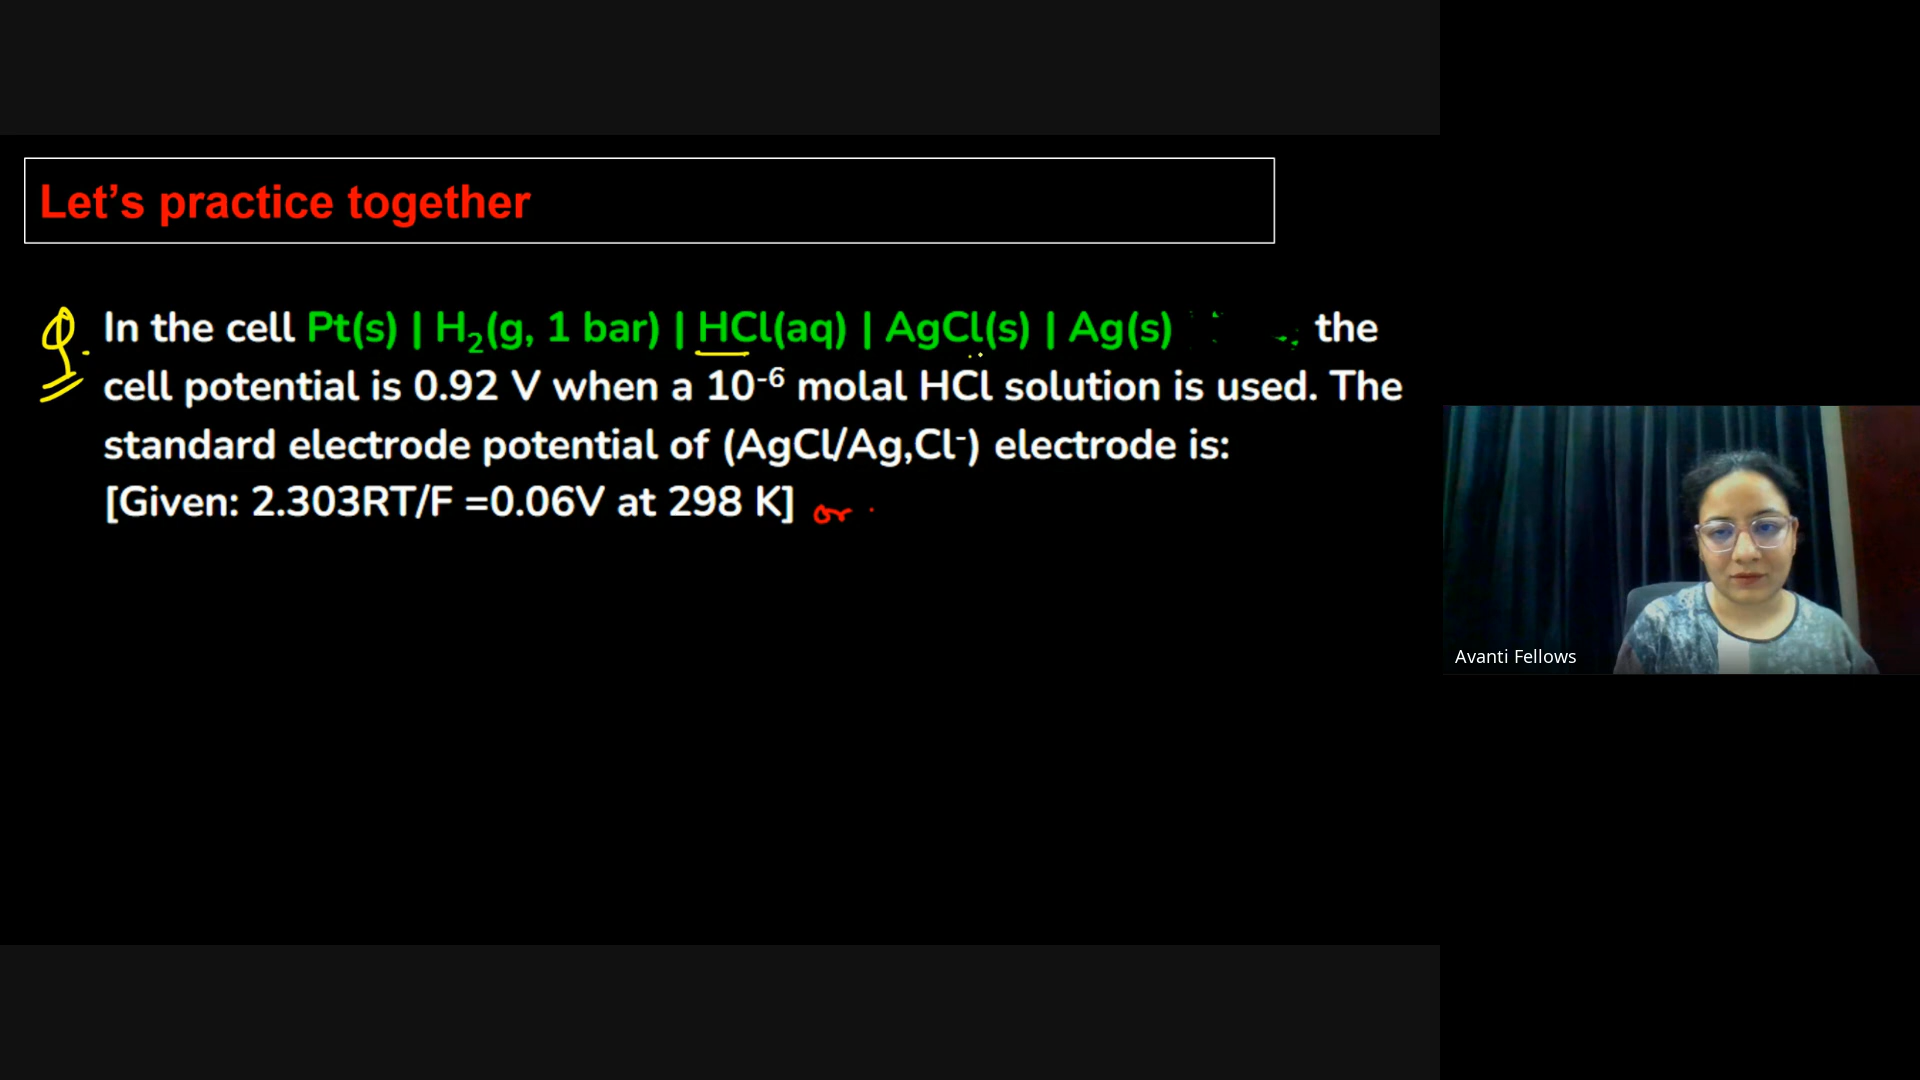 Let’s practice together
Q. In the cell Pt(s) | H₂(g, 1 bar) | HCl(aq) | AgCl(s) | Ag(s) the
cell potential is 0.92 V when a 10⁻⁶ molal HCl solution is used. The
standard electrode potential of (AgCl/Ag,Cl⁻) electrode is:
[Given: 2.303RT/F =0.06V at 298 K] or
Avanti Fellows